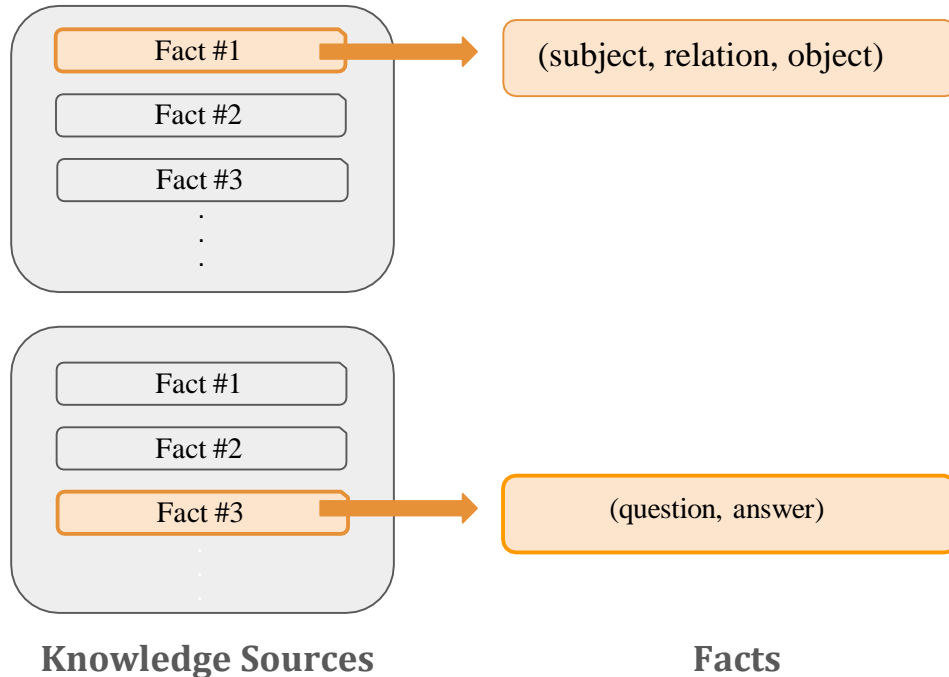 Fact #1
(subject, relation, object)
Fact #2
Fact #3
.
.
.
Fact #1
Fact #2
Fact #3
(question, answer)
.
.
.
Knowledge Sources
Facts